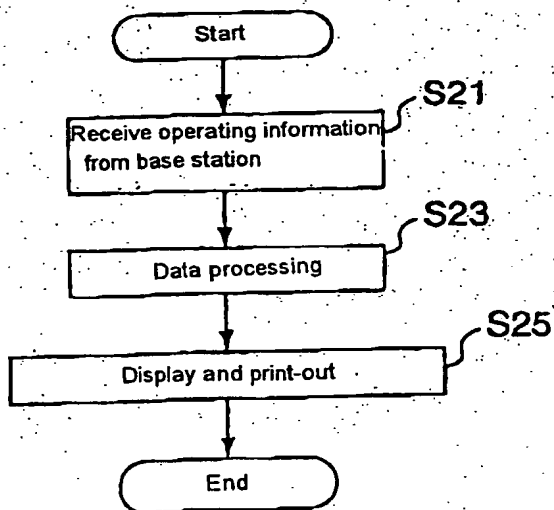 Start
S21
Receive operating information
from base station
S23
Data processing
S25
Display and print-out
End